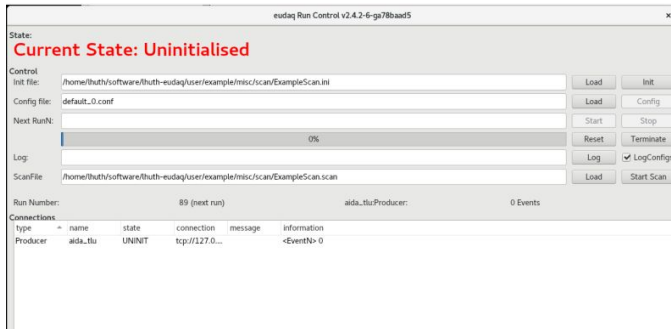 eudaq Run Control v2.4.2-6-ga78baad5 ×
State:
Current State: Uninitialised
Control
Init file: /home/lhuth/software/lhuth-eudaq/user/example/misc/scan/ExampleScan.ini Load Init
Config file: default_0.conf Load Config
Next RunN: Start Stop
0% Reset Terminate
Log: Log LogConfigs
ScanFile /home/lhuth/software/lhuth-eudaq/user/example/misc/scan/ExampleScan.scan Load Start Scan
Run Number: 89 (next run) aida_tlu:Producer: 0 Events
Connections
type name state connection message information
Producer aida_tlu UNINIT tcp://127.0... <EventN> 0